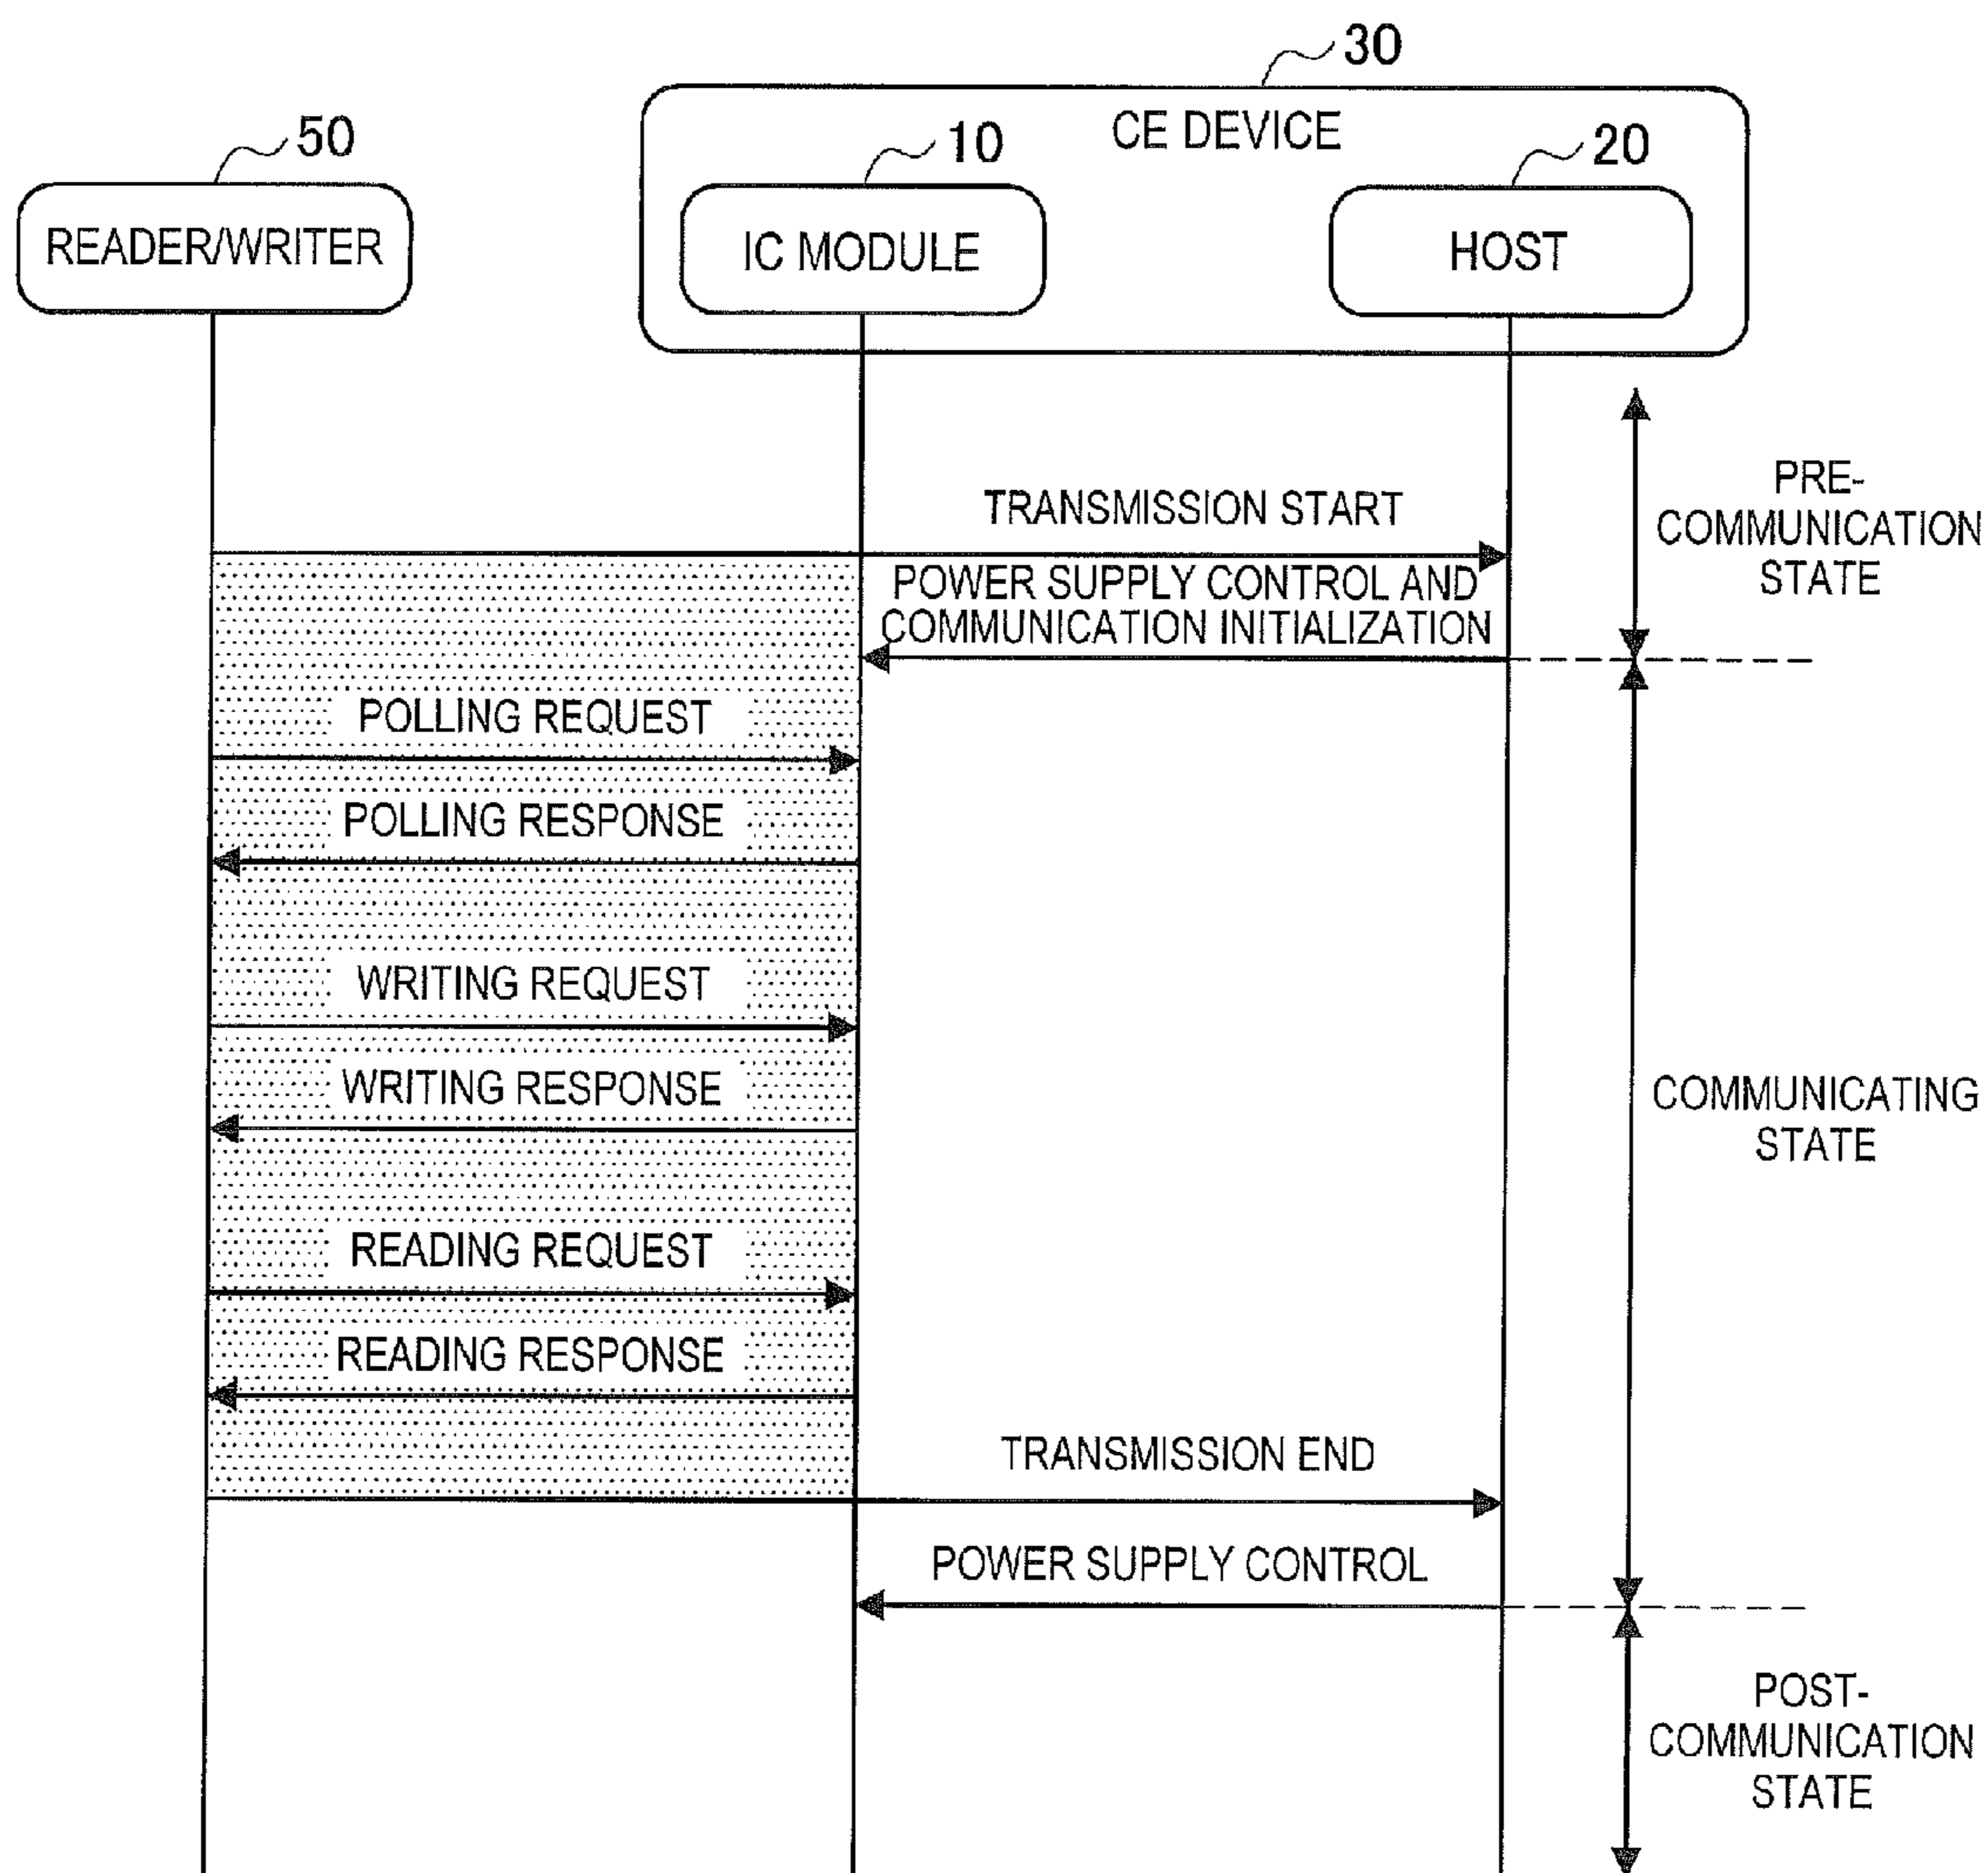 30
CE DEVICE
50
10
20
READER/WRITER
IC MODULE
HOST
PRE-
COMMUNICATION
STATE
TRANSMISSION START
POWER SUPPLY CONTROL AND
COMMUNICATION INITIALIZATION
POLLING REQUEST
POLLING RESPONSE
WRITING REQUEST
WRITING RESPONSE
COMMUNICATING
STATE
READING REQUEST
READING RESPONSE
TRANSMISSION END
POWER SUPPLY CONTROL
POST-
COMMUNICATION
STATE